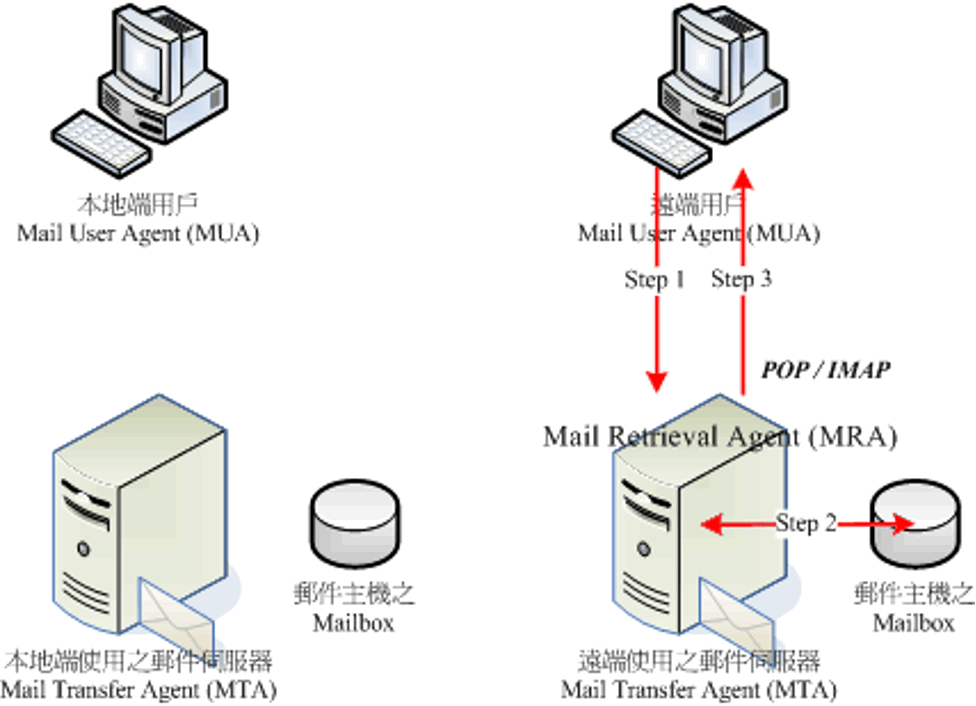 本地端用戶
Mail User Agent (MUA)
遠端用戶
Mail User Agent (MUA)
Step 1
Step 3
POP / IMAP
Mail Retrieval Agent (MRA)
Step 2
郵件主機之
Mailbox
郵件主機之
Mailbox
本地端使用之郵件伺服器
Mail Transfer Agent (MTA)
遠端使用之郵件伺服器
Mail Transfer Agent (MTA)